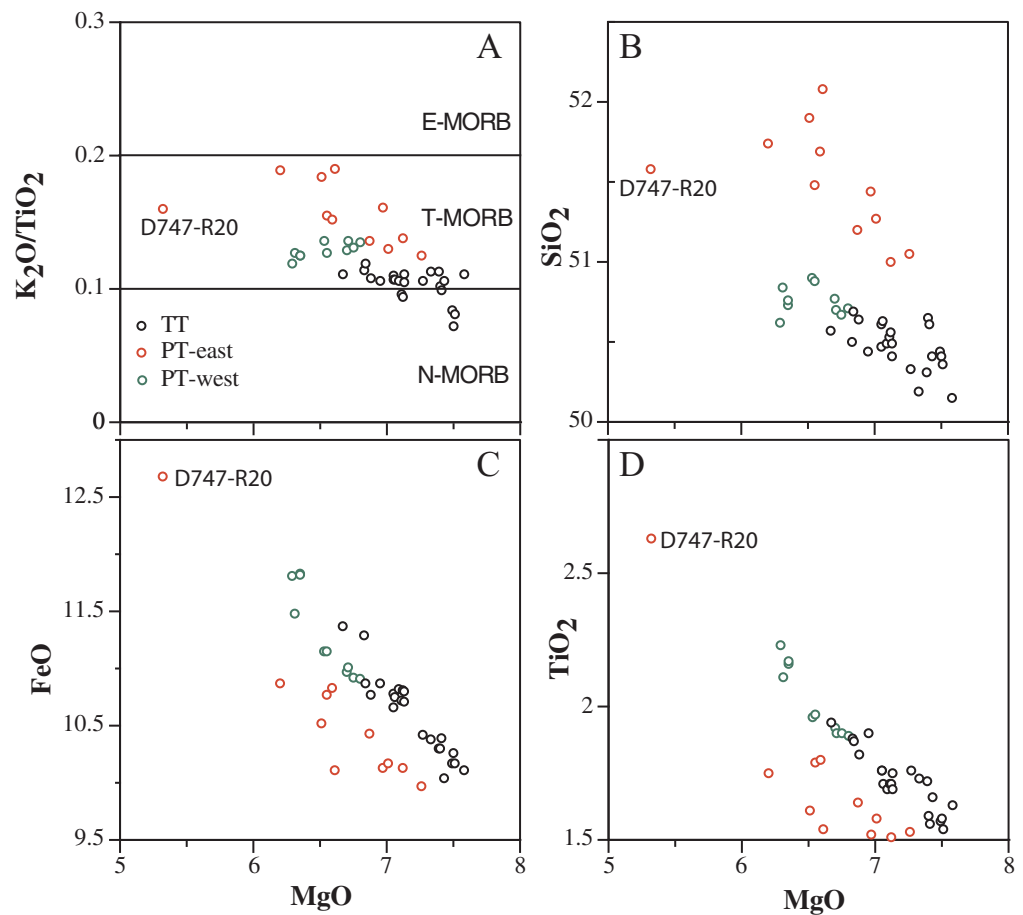 A
0.3
E-MORB
0.2
K2O/TiO2
T-MORB
D747-R20
0.1
TT
PT-east
PT-west
N-MORB
0
B
52
D747-R20
SiO2
51
50
C
D747-R20
12.5
11.5
FeO
10.5
9.5
5
6
7
8
MgO
D
D747-R20
2.5
TiO2
2
1.5
5
6
7
8
MgO